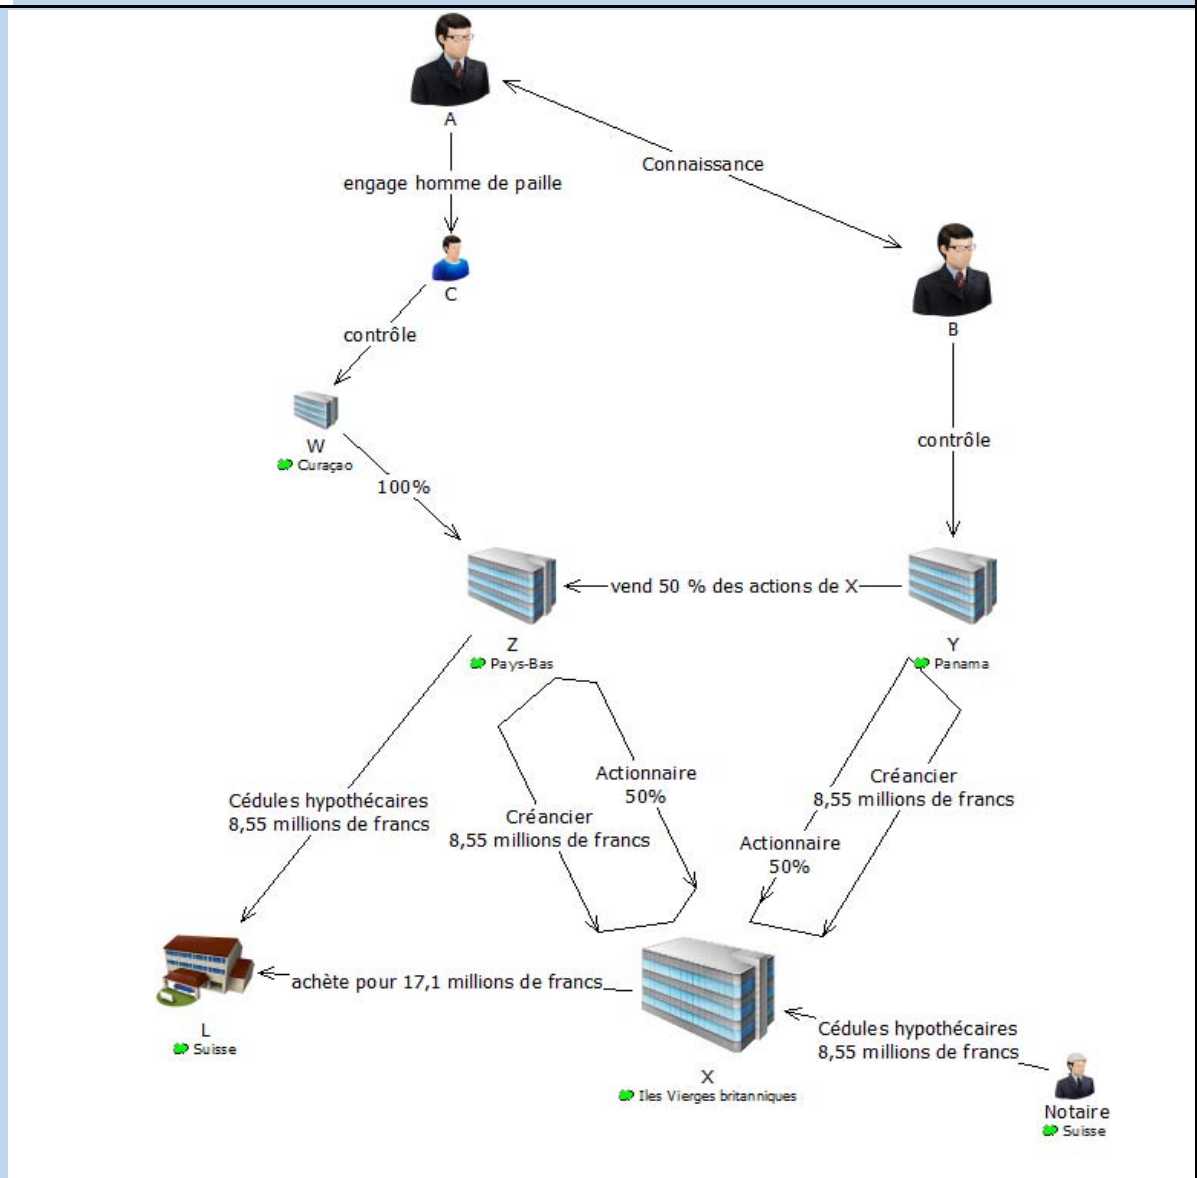 A
Connaissance
engage homme de paille
C
B
contrôle
W
Curaçao
contrôle
100%
vend 50 % des actions de X
Z
Pays-Bas
Y
Panama
Actionnaire
50%
Créancier
8,55 millions de francs
Cédules hypothécaires
8,55 millions de francs
Créancier
8,55 millions de francs
Actionnaire
50%
achète pour 17,1 millions de francs
L
Suisse
Cédules hypothécaires
8,55 millions de francs
X
Iles Vierges britanniques
Notaire
Suisse